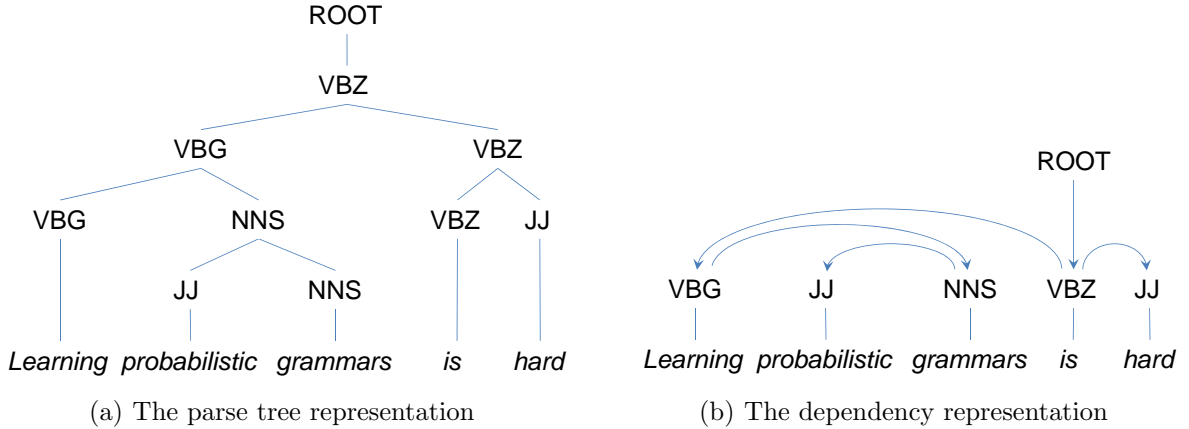 ROOT
VBZ
VBG VBZ
VBG NNS VBZ JJ
JJ NNS
Learning probabilistic grammars is hard
(a) The parse tree representation
ROOT
VBG JJ NNS VBZ JJ
Learning probabilistic grammars is hard
(b) The dependency representation